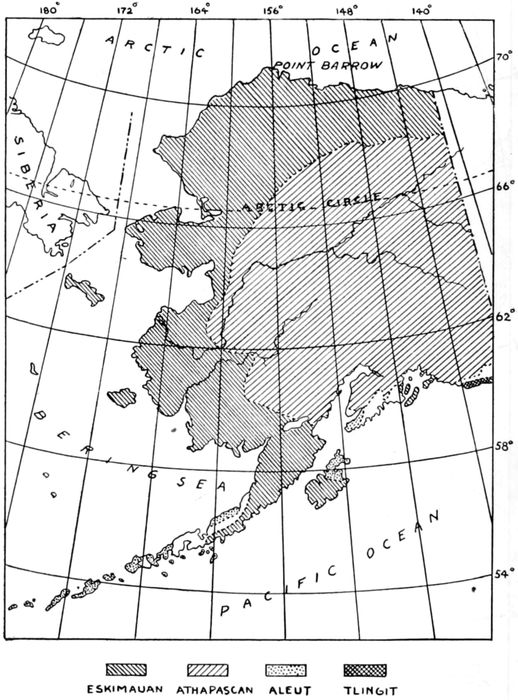 180° 172° 164° 156° 148° 140°
ARCTIC OCEAN
70°
POINT BARROW
SIBERIA
66°
ARCTIC CIRCLE
62°
BERING SEA
58°
PACIFIC OCEAN
54°
ESKIMAUAN ATHAPASCAN ALEUT TLINGIT